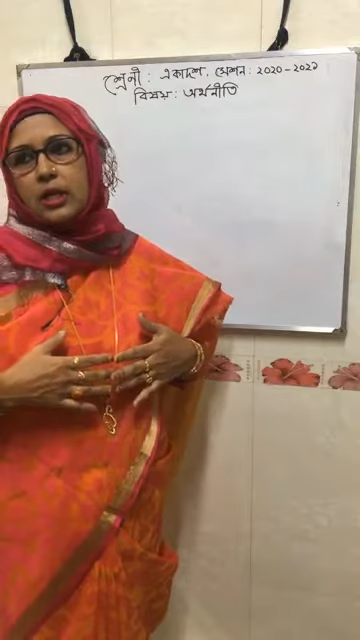 শ্রেনী : একাদশ, সেশন : ২০২০-২০২১
বিষয় : অর্থনীতি